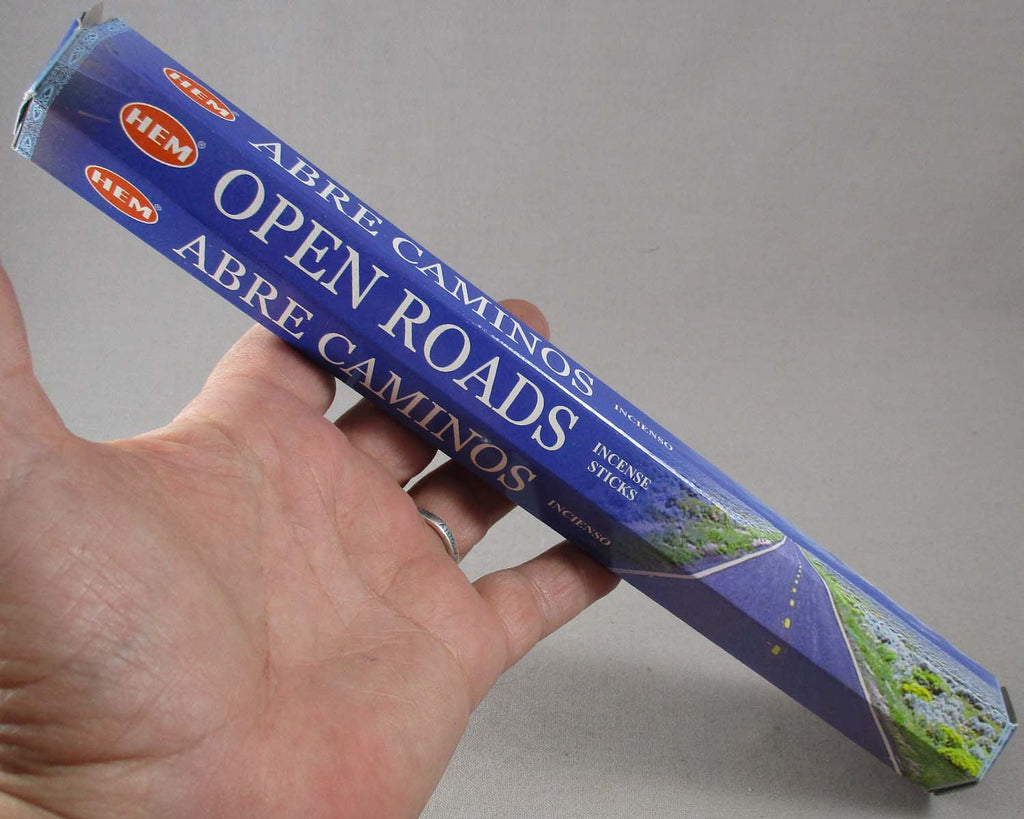 HEM
ABRE CAMINOS
INCIENSO
HEM®
OPEN ROADS
INCENSE
STICKS
HEM®
ABRE CAMINOS
INCIENSO